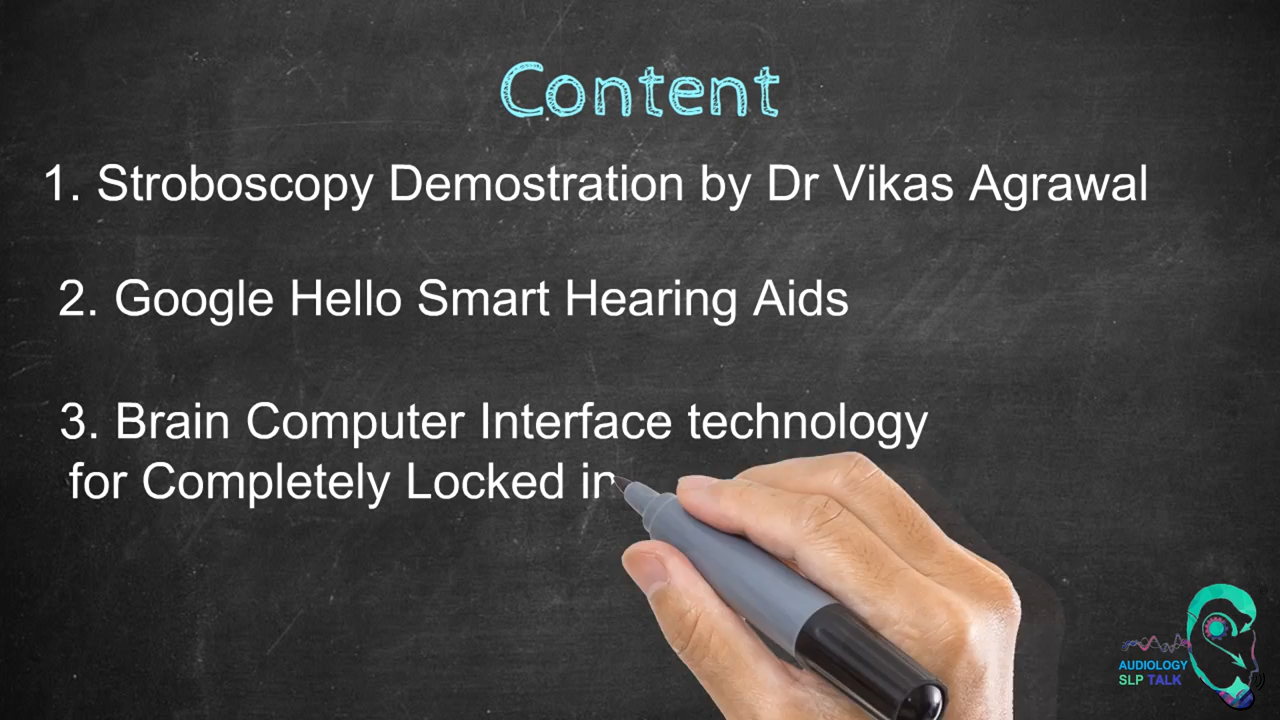 Content
1. Stroboscopy Demostration by Dr Vikas Agrawal
2. Google Hello Smart Hearing Aids
3. Brain Computer Interface technology
for Completely Locked in
AUDIOLOGY
SLP TALK